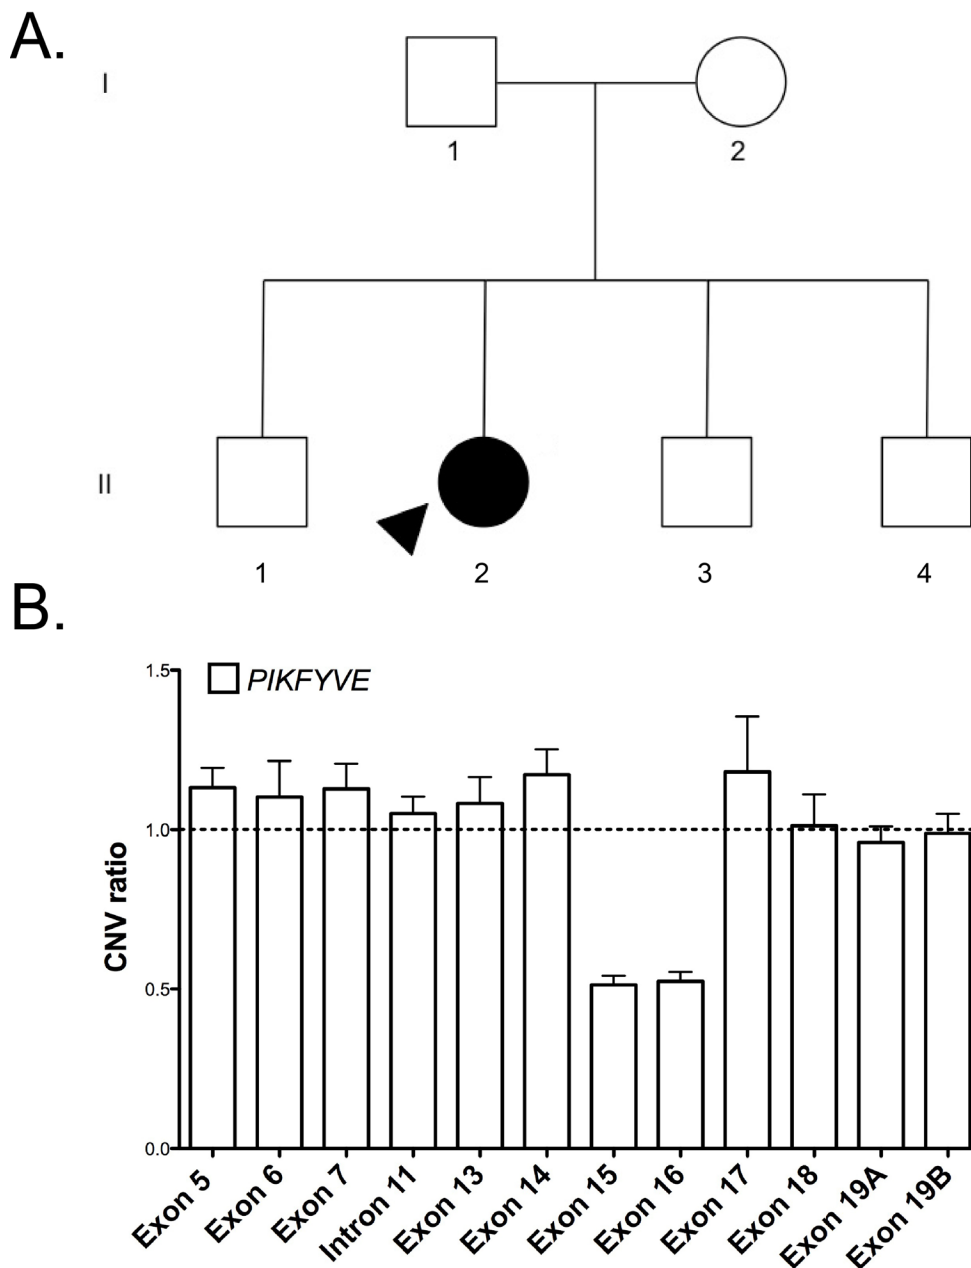 A.
I
1 2
II
1 2 3 4
B.
PIKFYVE
CNV ratio
1.5
1.0
0.5
0.0
Exon 5
Exon 6
Exon 7
Intron 11
Exon 13
Exon 14
Exon 15
Exon 16
Exon 17
Exon 18
Exon 19A
Exon 19B